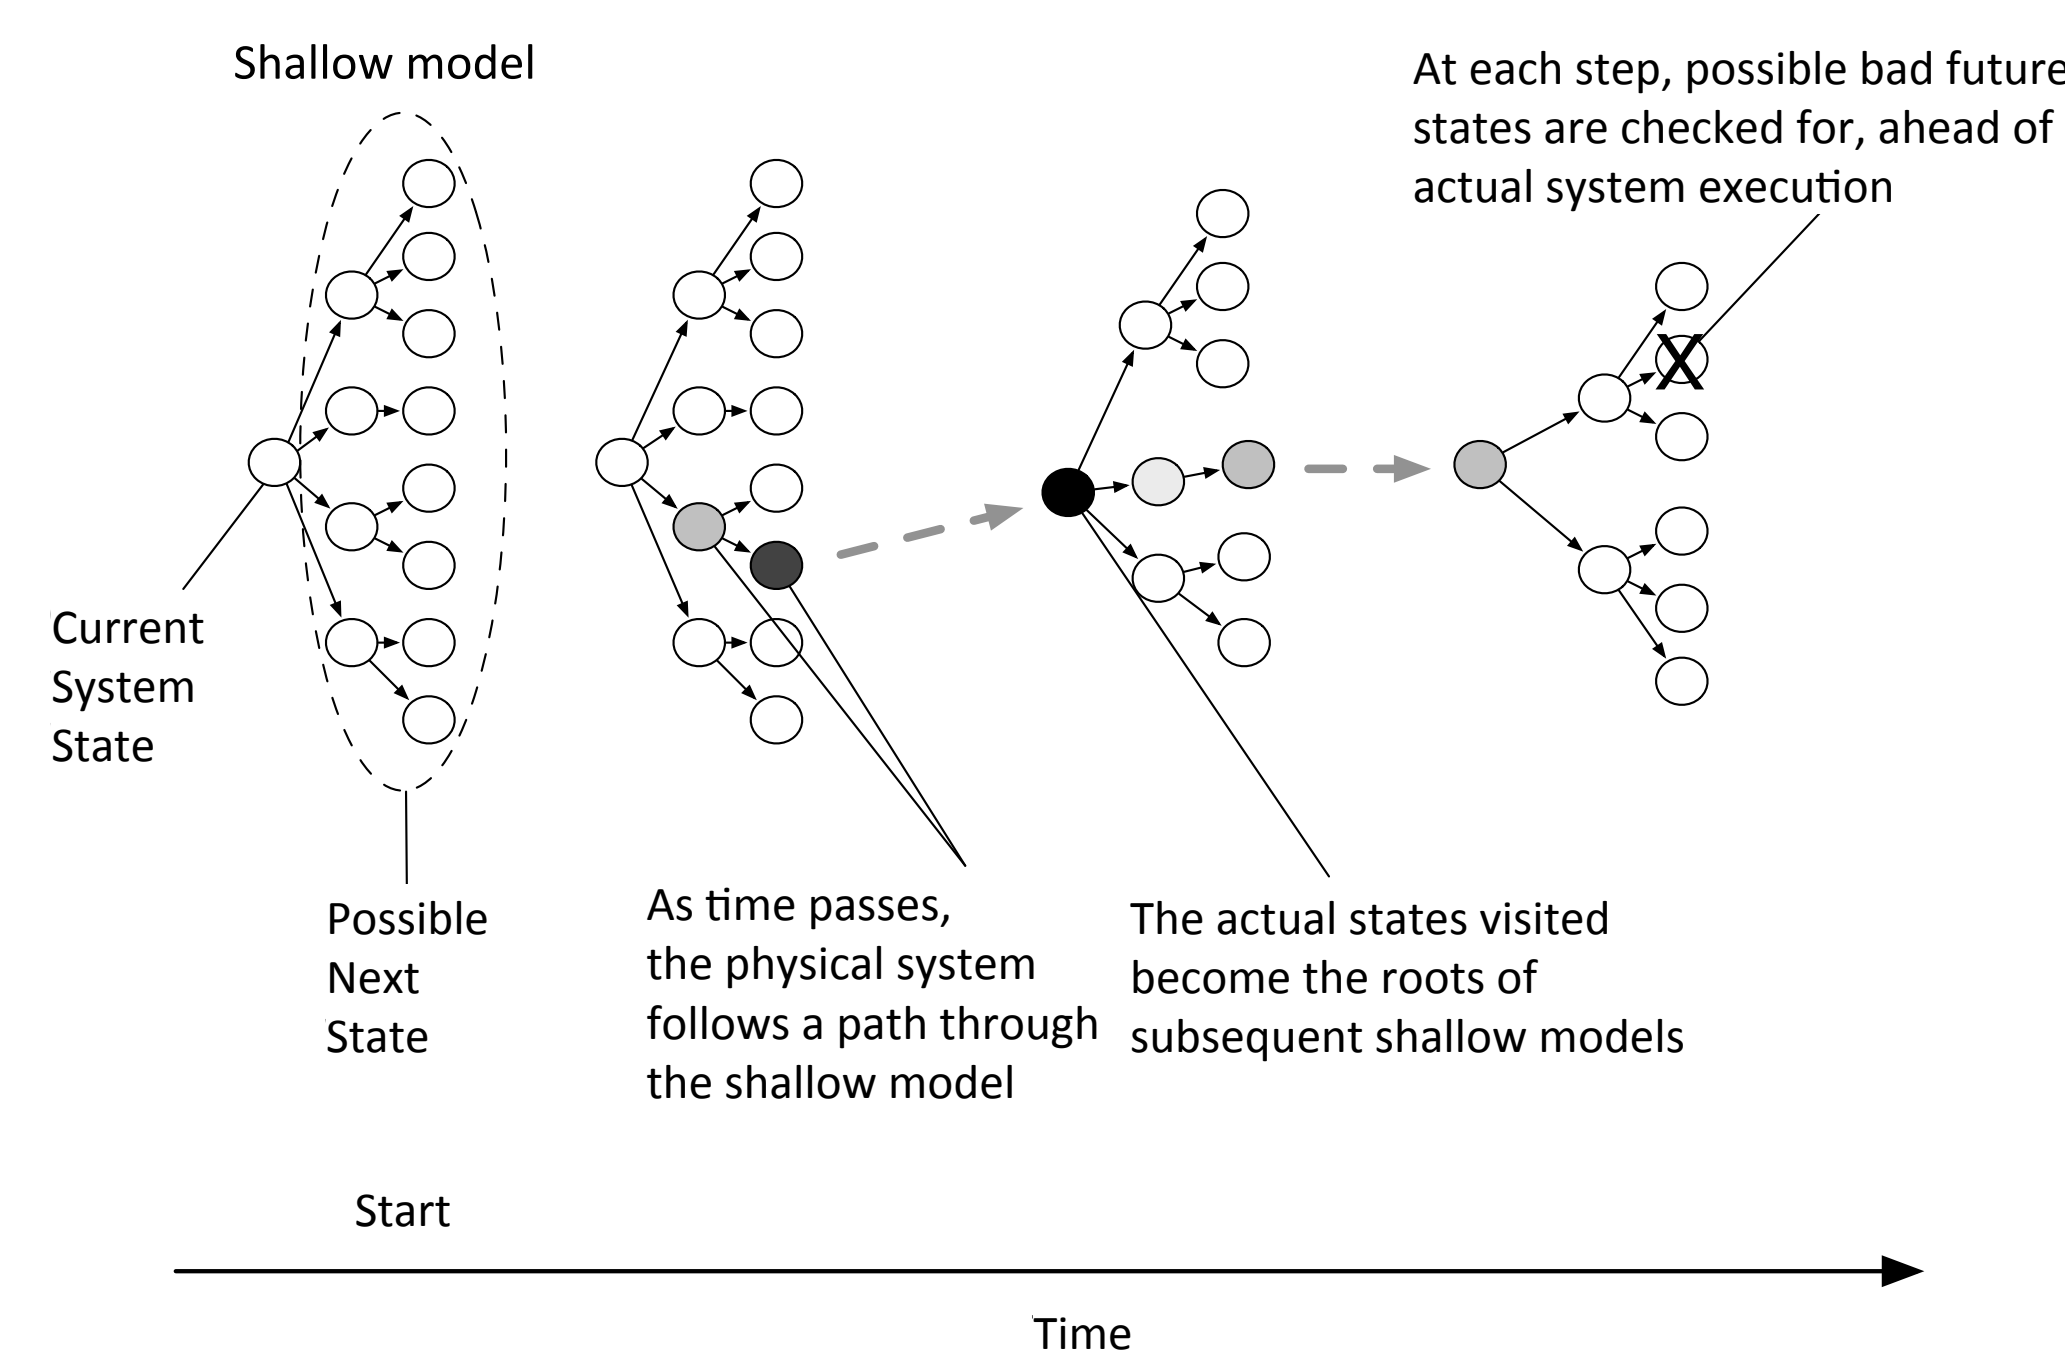 Shallow model
At each step, possible bad future
states are checked for, ahead of
actual system execution
X
Current
System
State
Possible
Next
State
As time passes,
the physical system
follows a path through
the shallow model
The actual states visited
become the roots of
subsequent shallow models
Start
Time